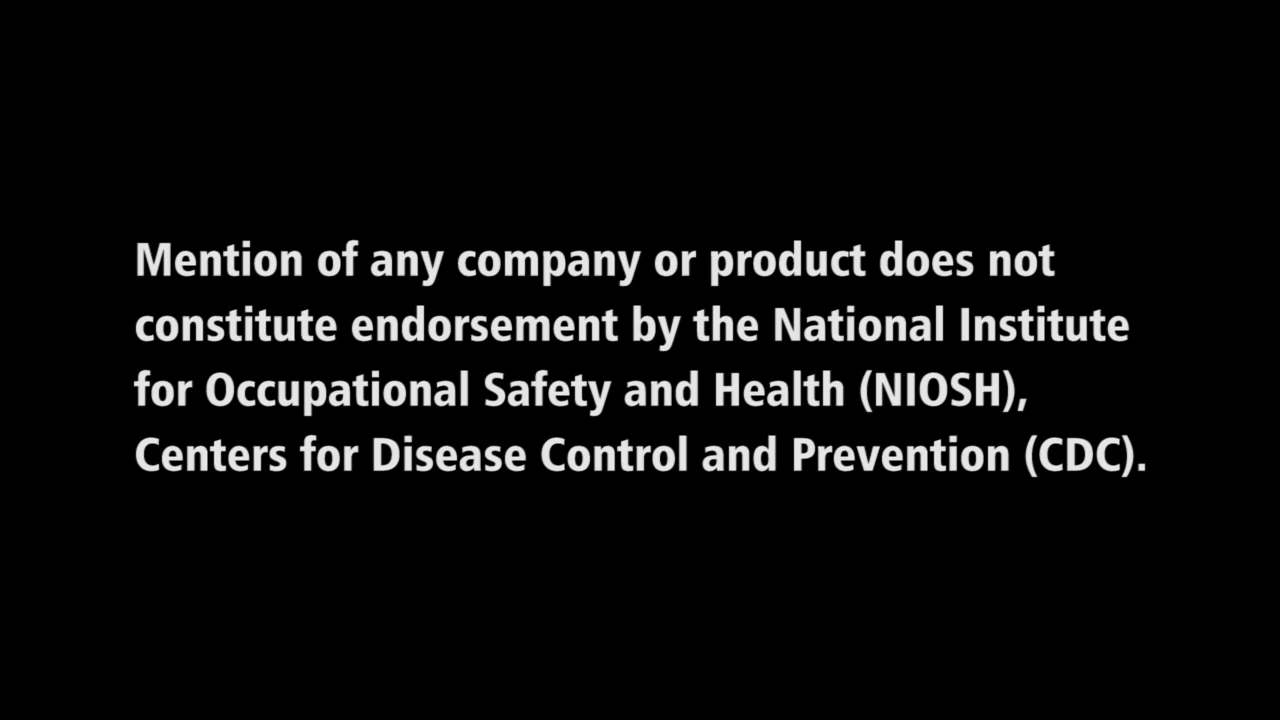 Mention of any company or product does not
constitute endorsement by the National Institute
for Occupational Safety and Health (NIOSH),
Centers for Disease Control and Prevention (CDC).